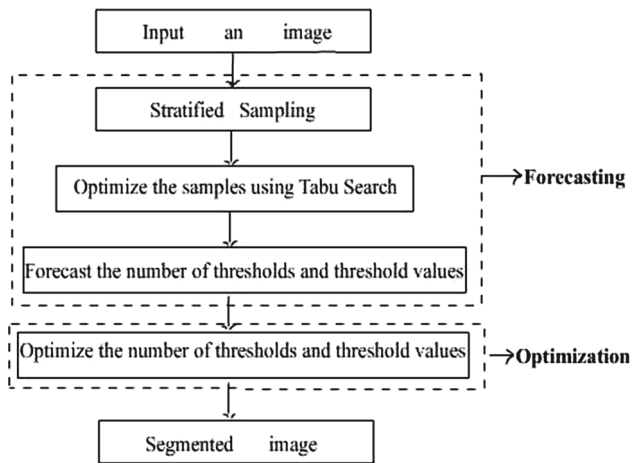 Input an image
Stratified Sampling
Optimize the samples using Tabu Search
Forecasting
Forecast the number of thresholds and threshold values
Optimize the number of thresholds and threshold values
Optimization
Segmented image